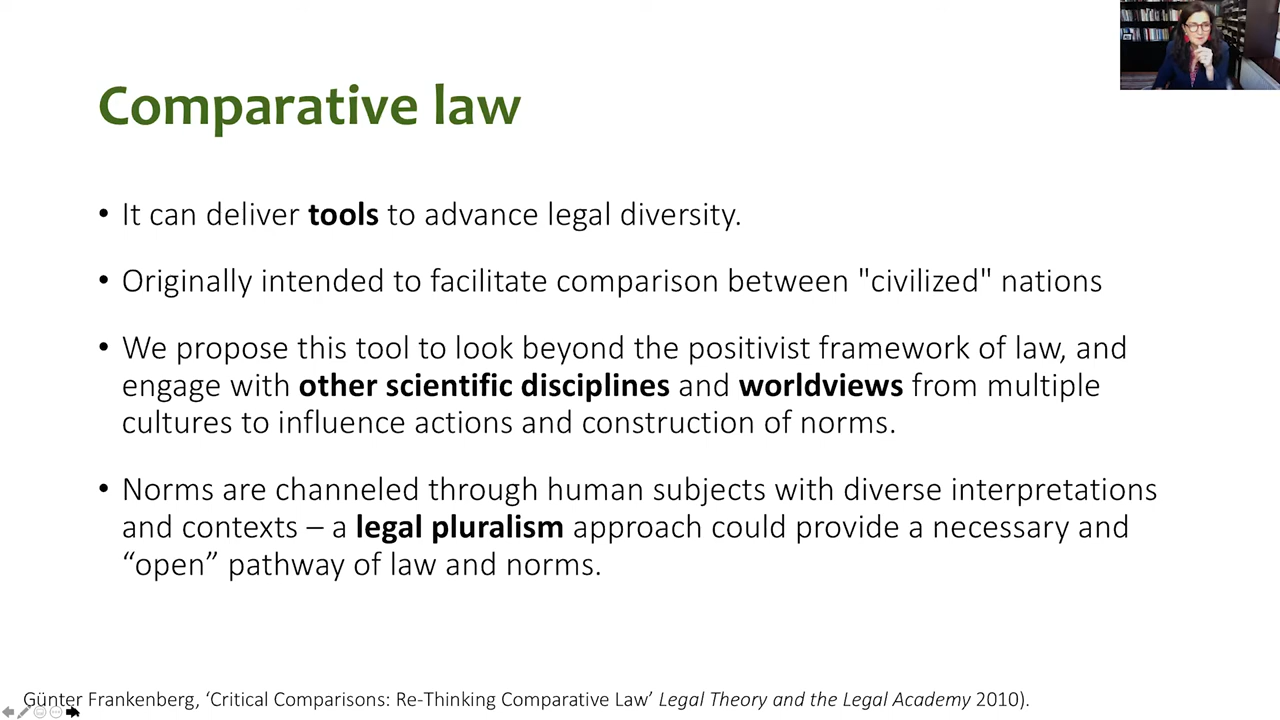 Comparative law
• It can deliver tools to advance legal diversity.
• Originally intended to facilitate comparison between "civilized" nations
• We propose this tool to look beyond the positivist framework of law, and
engage with other scientific disciplines and worldviews from multiple
cultures to influence actions and construction of norms.
• Norms are channeled through human subjects with diverse interpretations
and contexts – a legal pluralism approach could provide a necessary and
“open” pathway of law and norms.
Günter Frankenberg, ‘Critical Comparisons: Re-Thinking Comparative Law’ Legal Theory and the Legal Academy 2010).